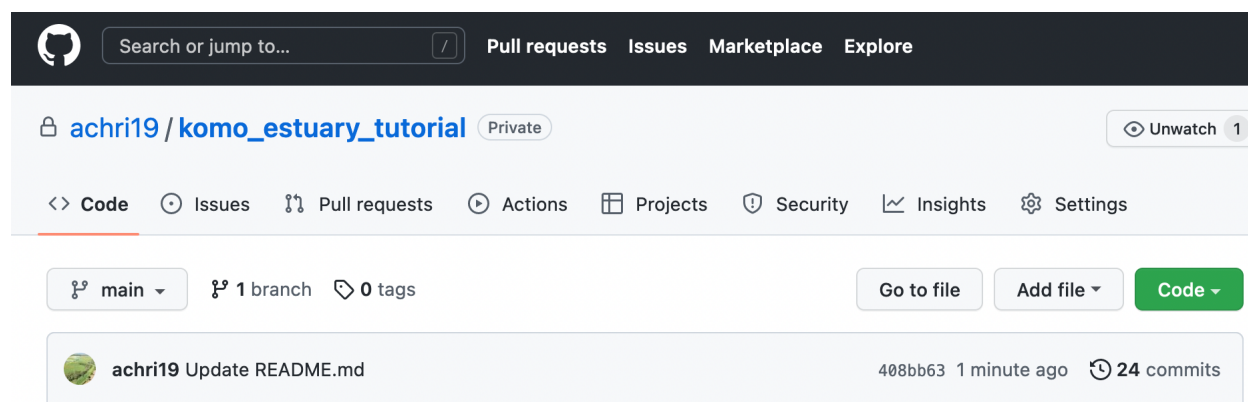 Search or jump to... / Pull requests Issues Marketplace Explore
achri19 / komo_estuary_tutorial Private Unwatch 1
<> Code Issues Pull requests Actions Projects Security Insights Settings
main 1 branch 0 tags Go to file Add file Code
achri19 Update README.md 408bb63 1 minute ago 24 commits